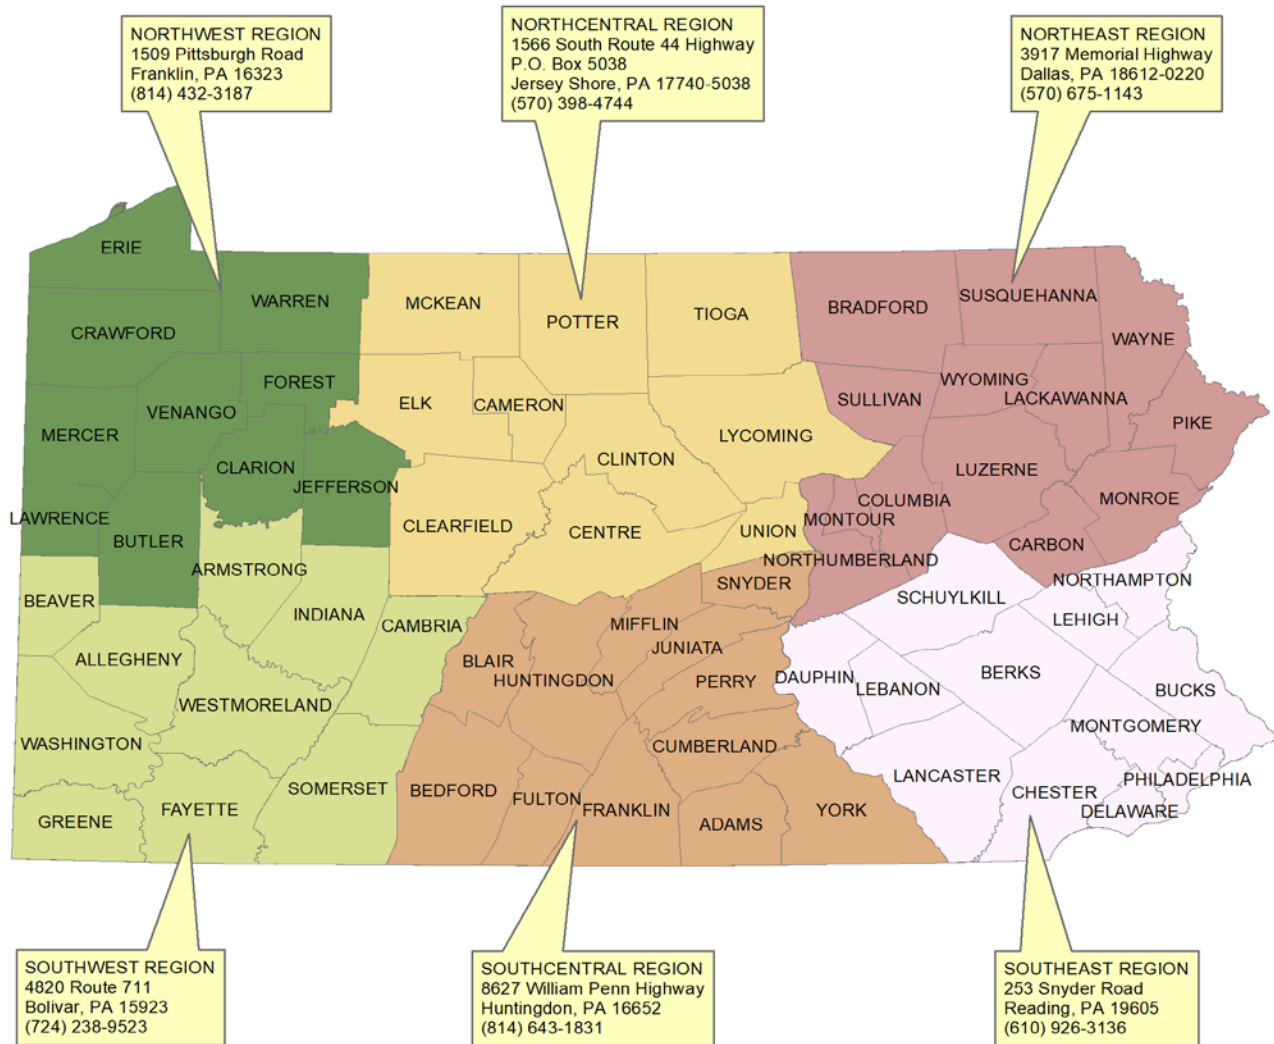 NORTHWEST REGION
1509 Pittsburgh Road
Franklin, PA 16323
(814) 432-3187
NORTHCENTRAL REGION
1566 South Route 44 Highway
P.O. Box 5038
Jersey Shore, PA 17740-5038
(570) 398-4744
NORTHEAST REGION
3917 Memorial Highway
Dallas, PA 18612-0220
(570) 675-1143
ERIE
WARREN
CRAWFORD
FOREST
VENANGO
MERCER
CLARION
JEFFERSON
LAWRENCE
BUTLER
MCKEAN
POTTER
TIOGA
ELK
CAMERON
LYCOMING
CLINTON
CLEARFIELD
CENTRE
UNION
BRADFORD
SUSQUEHANNA
WAYNE
WYOMING
LACKAWANNA
SULLIVAN
PIKE
LUZERNE
COLUMBIA
MONTOUR
MONROE
CARBON
NORTHUMBERLAND
ARMSTRONG
BEAVER
INDIANA
CAMBRIA
ALLEGHENY
WESTMORELAND
WASHINGTON
SOMERSET
FAYETTE
GREENE
SNYDER
MIFFLIN
JUNIATA
BLAIR
HUNTINGDON
PERRY
CUMBERLAND
BEDFORD
FULTON
FRANKLIN
ADAMS
YORK
NORTHAMPTON
SCHUYLKILL
LEHIGH
DAUPHIN
LEBANON
BERKS
BUCKS
MONTGOMERY
LANCASTER
CHESTER
PHILADELPHIA
DELAWARE
SOUTHWEST REGION
4820 Route 711
Bolivar, PA 15923
(724) 238-9523
SOUTHCENTRAL REGION
8627 William Penn Highway
Huntingdon, PA 16652
(814) 643-1831
SOUTHEAST REGION
253 Snyder Road
Reading, PA 19605
(610) 926-3136